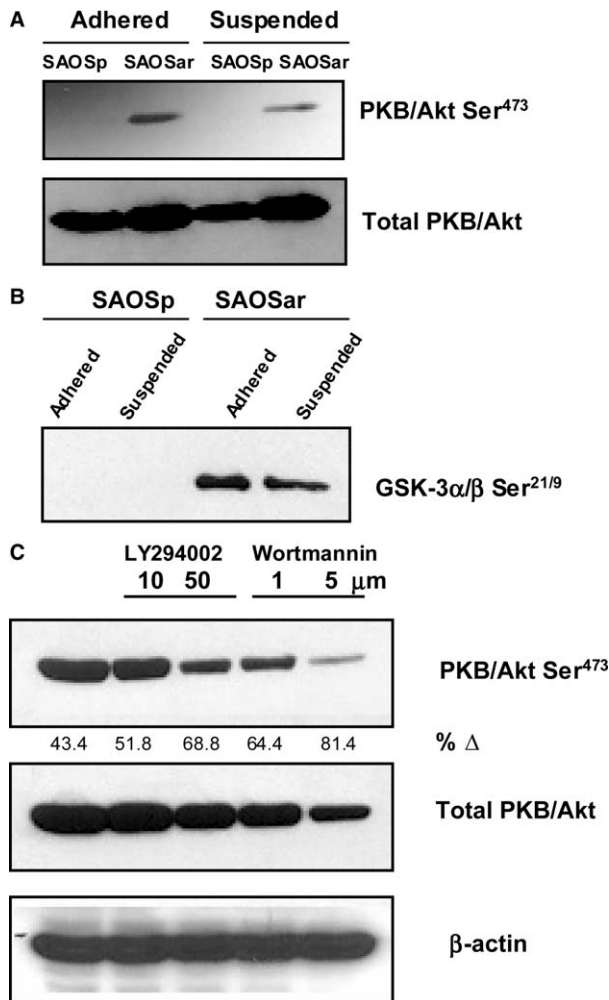 A
Adhered Suspended
SAOSp SAOSar SAOSp SAOSar
PKB/Akt Ser⁴⁷³
Total PKB/Akt
B
SAOSp SAOSar
Adhered Suspended Adhered Suspended
GSK-3α/β Ser²¹/⁹
C
LY294002 Wortmannin
10 50 1 5 μm
PKB/Akt Ser⁴⁷³
43.4 51.8 68.8 64.4 81.4 % Δ
Total PKB/Akt
β-actin